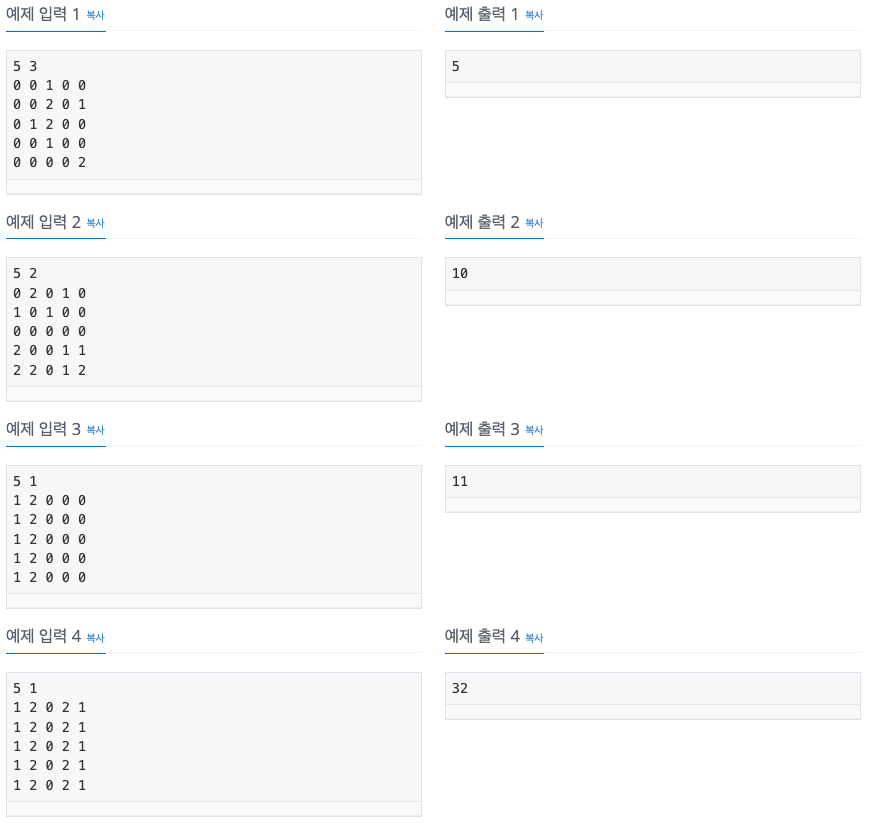 예제 입력 1 복사
예제 출력 1 복사
5 3
0 0 1 0 0
0 0 2 0 1
0 1 2 0 0
0 0 1 0 0
0 0 0 0 2
5
예제 입력 2 복사
예제 출력 2 복사
5 2
0 2 0 1 0
1 0 1 0 0
0 0 0 0 0
2 0 0 1 1
2 2 0 1 2
10
예제 입력 3 복사
예제 출력 3 복사
5 1
1 2 0 0 0
1 2 0 0 0
1 2 0 0 0
1 2 0 0 0
1 2 0 0 0
11
예제 입력 4 복사
예제 출력 4 복사
5 1
1 2 0 2 1
1 2 0 2 1
1 2 0 2 1
1 2 0 2 1
1 2 0 2 1
32